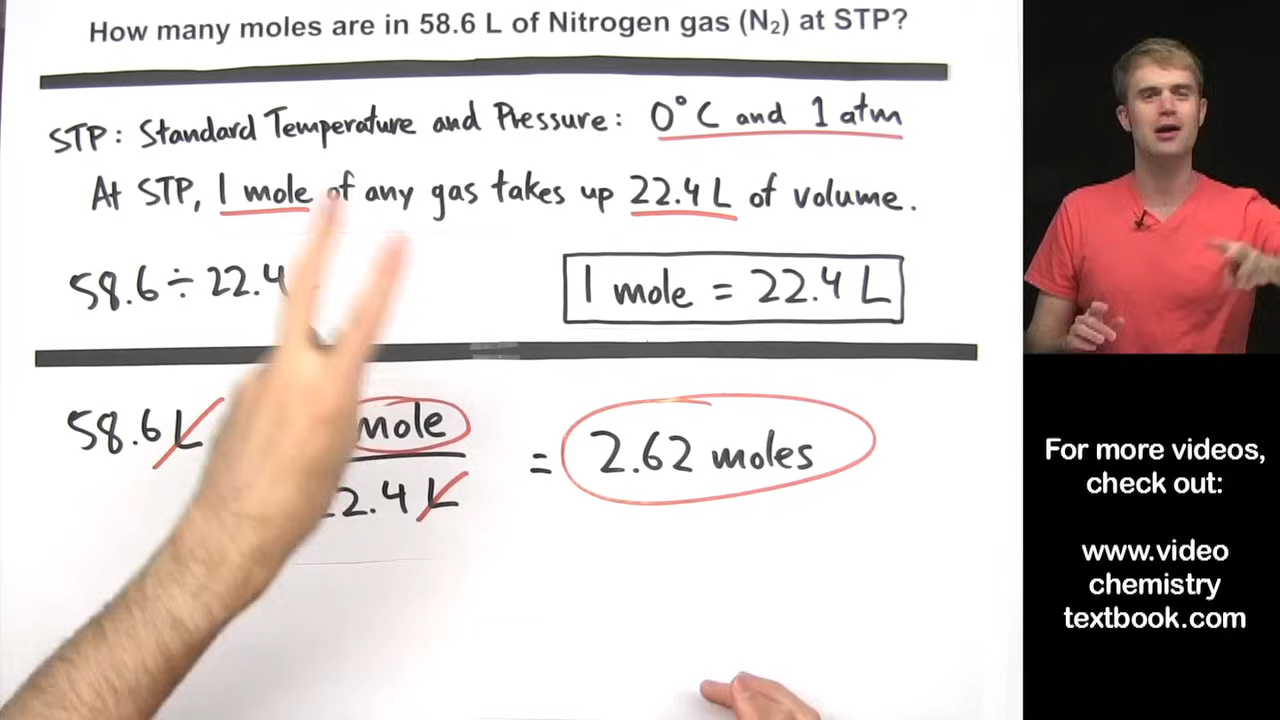 How many moles are in 58.6 L of Nitrogen gas (N₂) at STP?
STP: Standard Temperature and Pressure: 0°C and 1 atm
At STP, 1 mole of any gas takes up 22.4 L of volume.
58.6 ÷ 22.4
1 mole = 22.4 L
58.6 L
mole
2.4 L
= 2.62 moles
For more videos,
check out:
www.video
chemistry
textbook.com